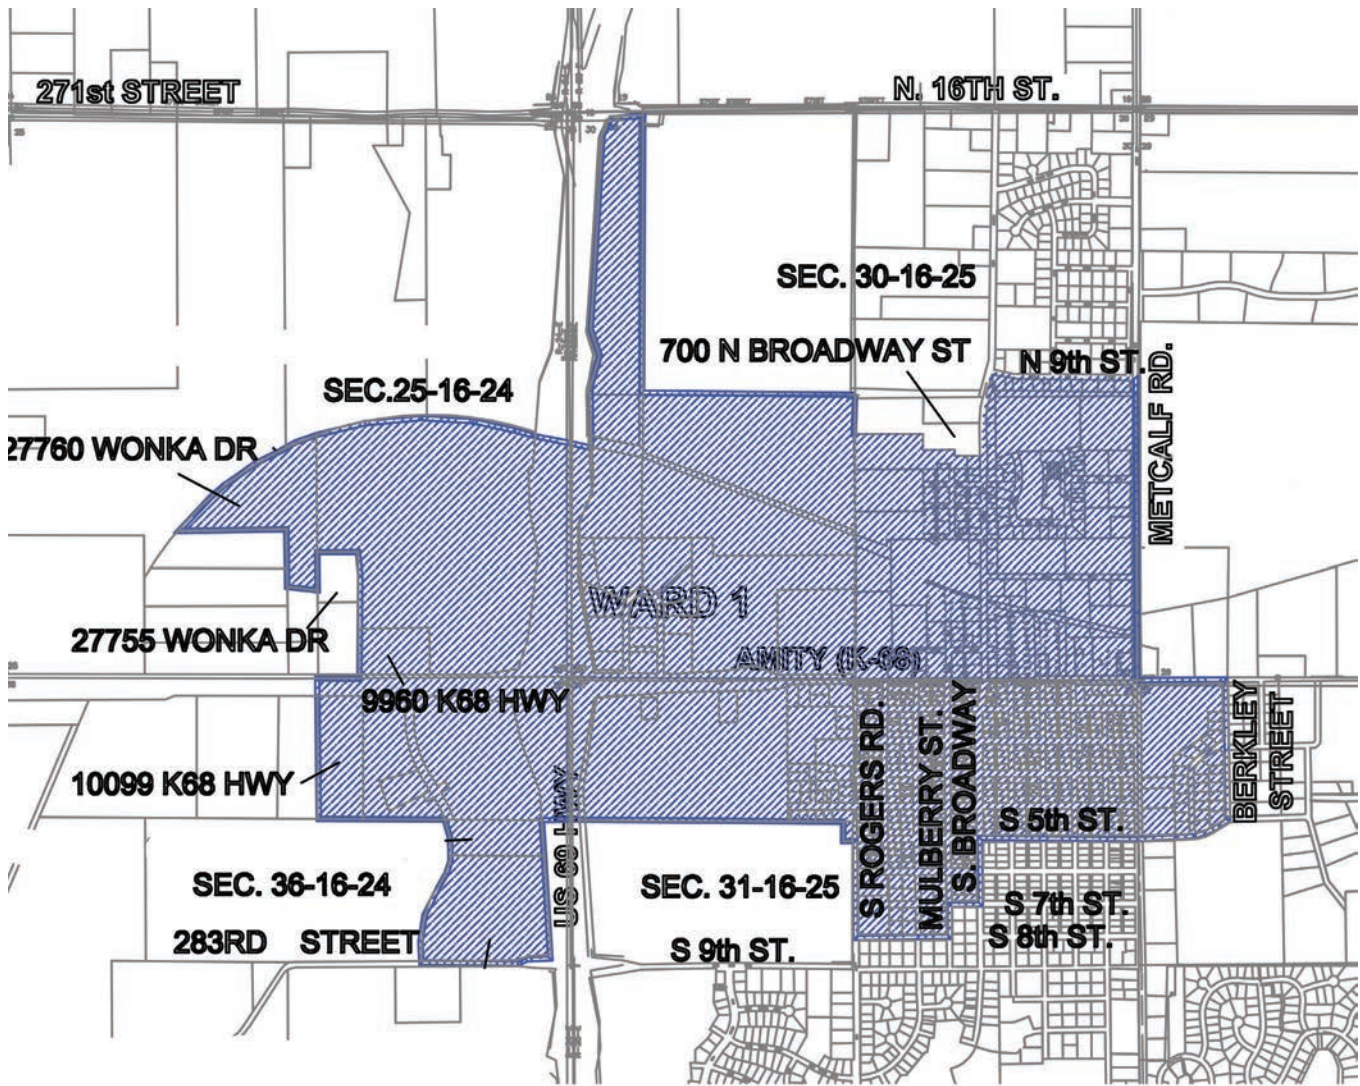 271st STREET
N. 16TH ST.
SEC. 30-16-25
700 N BROADWAY ST
N 9th ST.
METCALF RD.
SEC.25-16-24
27760 WONKA DR
WARD 1
27755 WONKA DR
AMITY (K-68)
9960 K68 HWY
10099 K68 HWY
BERKLEY
STREET
S ROGERS RD.
MULBERRY ST.
S. BROADWAY
S 5th ST.
US 69 HWY.
SEC. 36-16-24
SEC. 31-16-25
S 7th ST.
283RD STREET
S 9th ST.
S 8th ST.